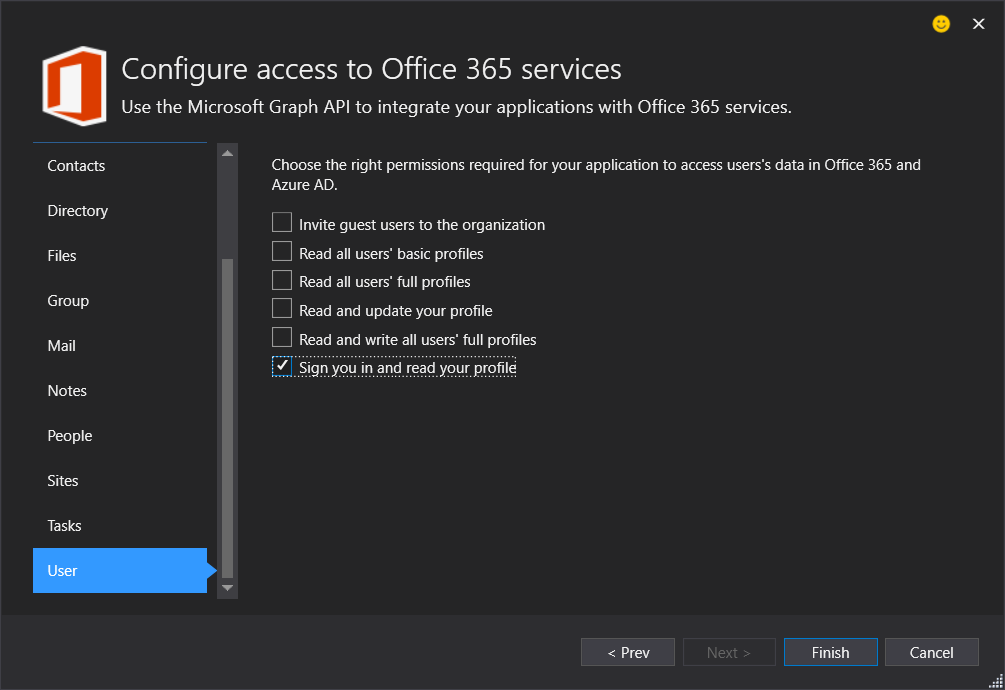 Configure access to Office 365 services
Use the Microsoft Graph API to integrate your applications with Office 365 services.
Contacts
Directory
Files
Group
Mail
Notes
People
Sites
Tasks
User
Choose the right permissions required for your application to access users's data in Office 365 and
Azure AD.
Invite guest users to the organization
Read all users' basic profiles
Read all users' full profiles
Read and update your profile
Read and write all users' full profiles
Sign you in and read your profile
< Prev
Next >
Finish
Cancel